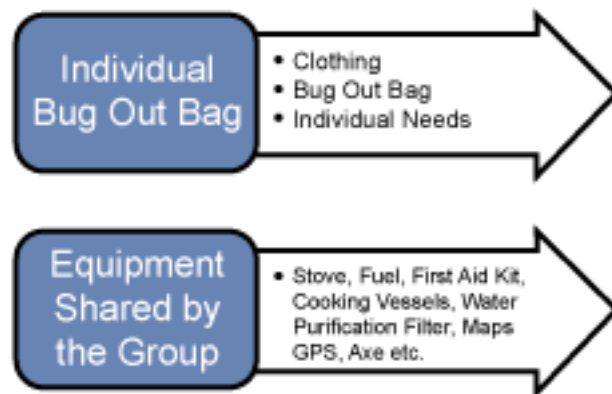 Individual
Bug Out Bag
• Clothing
• Bug Out Bag
• Individual Needs
Equipment
Shared by
the Group
• Stove, Fuel, First Aid Kit,
Cooking Vessels, Water
Purification Filter, Maps
GPS, Axe etc.